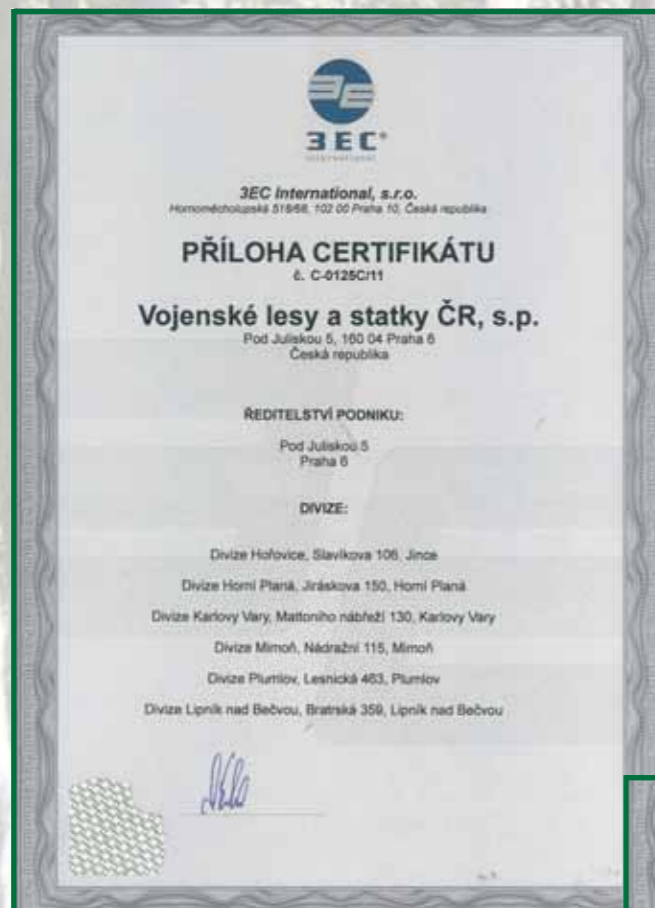 3EC®
international
3EC International, s.r.o.
Hornoměcholupská 518/68, 102 00 Praha 10, Česká republika
PŘÍLOHA CERTIFIKÁTU
č. C-0125C/11
Vojenské lesy a statky ČR, s.p.
Pod Juliskou 5, 160 04 Praha 6
Česká republika
ŘEDITELSTVÍ PODNIKU:
Pod Juliskou 5
Praha 6
DIVIZE:
Divize Hořovice, Slavíkova 106, Jince
Divize Horní Planá, Jiráskova 150, Horní Planá
Divize Karlovy Vary, Mattoniho nábřeží 130, Karlovy Vary
Divize Mimoň, Nádražní 115, Mimoň
Divize Plumlov, Lesnická 463, Plumlov
Divize Lipník nad Bečvou, Bratrská 359, Lipník nad Bečvou